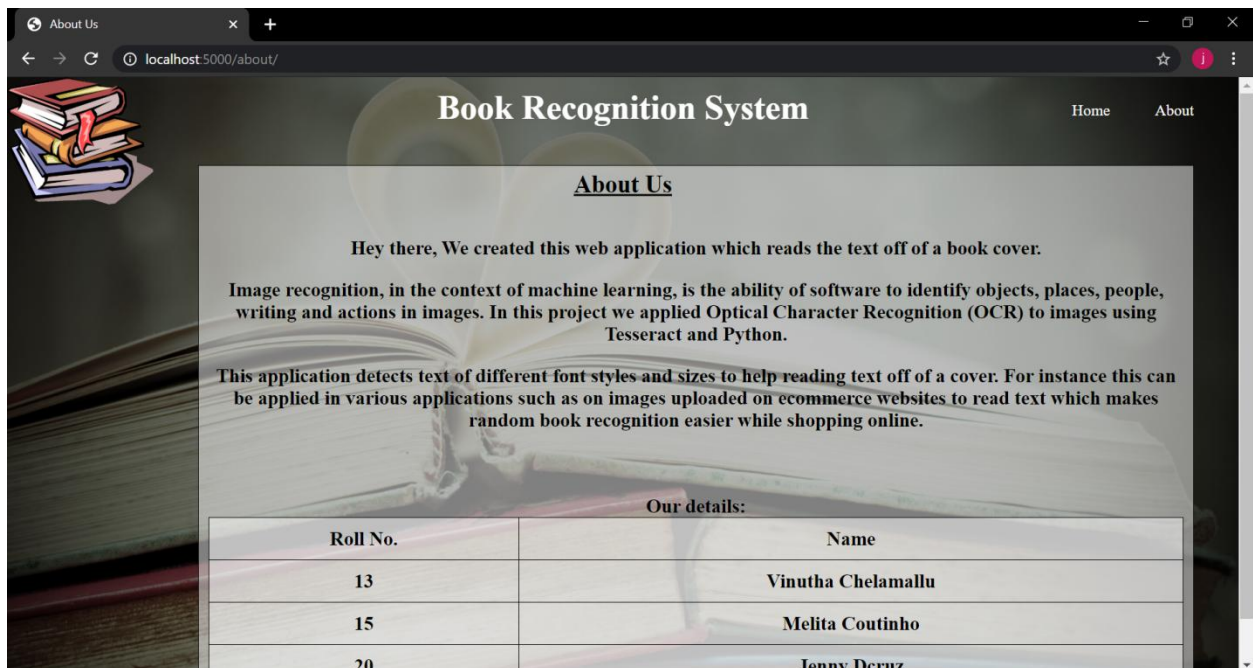 About Us
localhost:5000/about/
j
Book Recognition System
Home
About
About Us
Hey there, We created this web application which reads the text off of a book cover.
Image recognition, in the context of machine learning, is the ability of software to identify objects, places, people,
writing and actions in images. In this project we applied Optical Character Recognition (OCR) to images using
Tesseract and Python.
This application detects text of different font styles and sizes to help reading text off of a cover. For instance this can
be applied in various applications such as on images uploaded on ecommerce websites to read text which makes
random book recognition easier while shopping online.
Our details:
Roll No. Name
13 Vinutha Chelamallu
15 Melita Coutinho
20 Jenny Dcruz